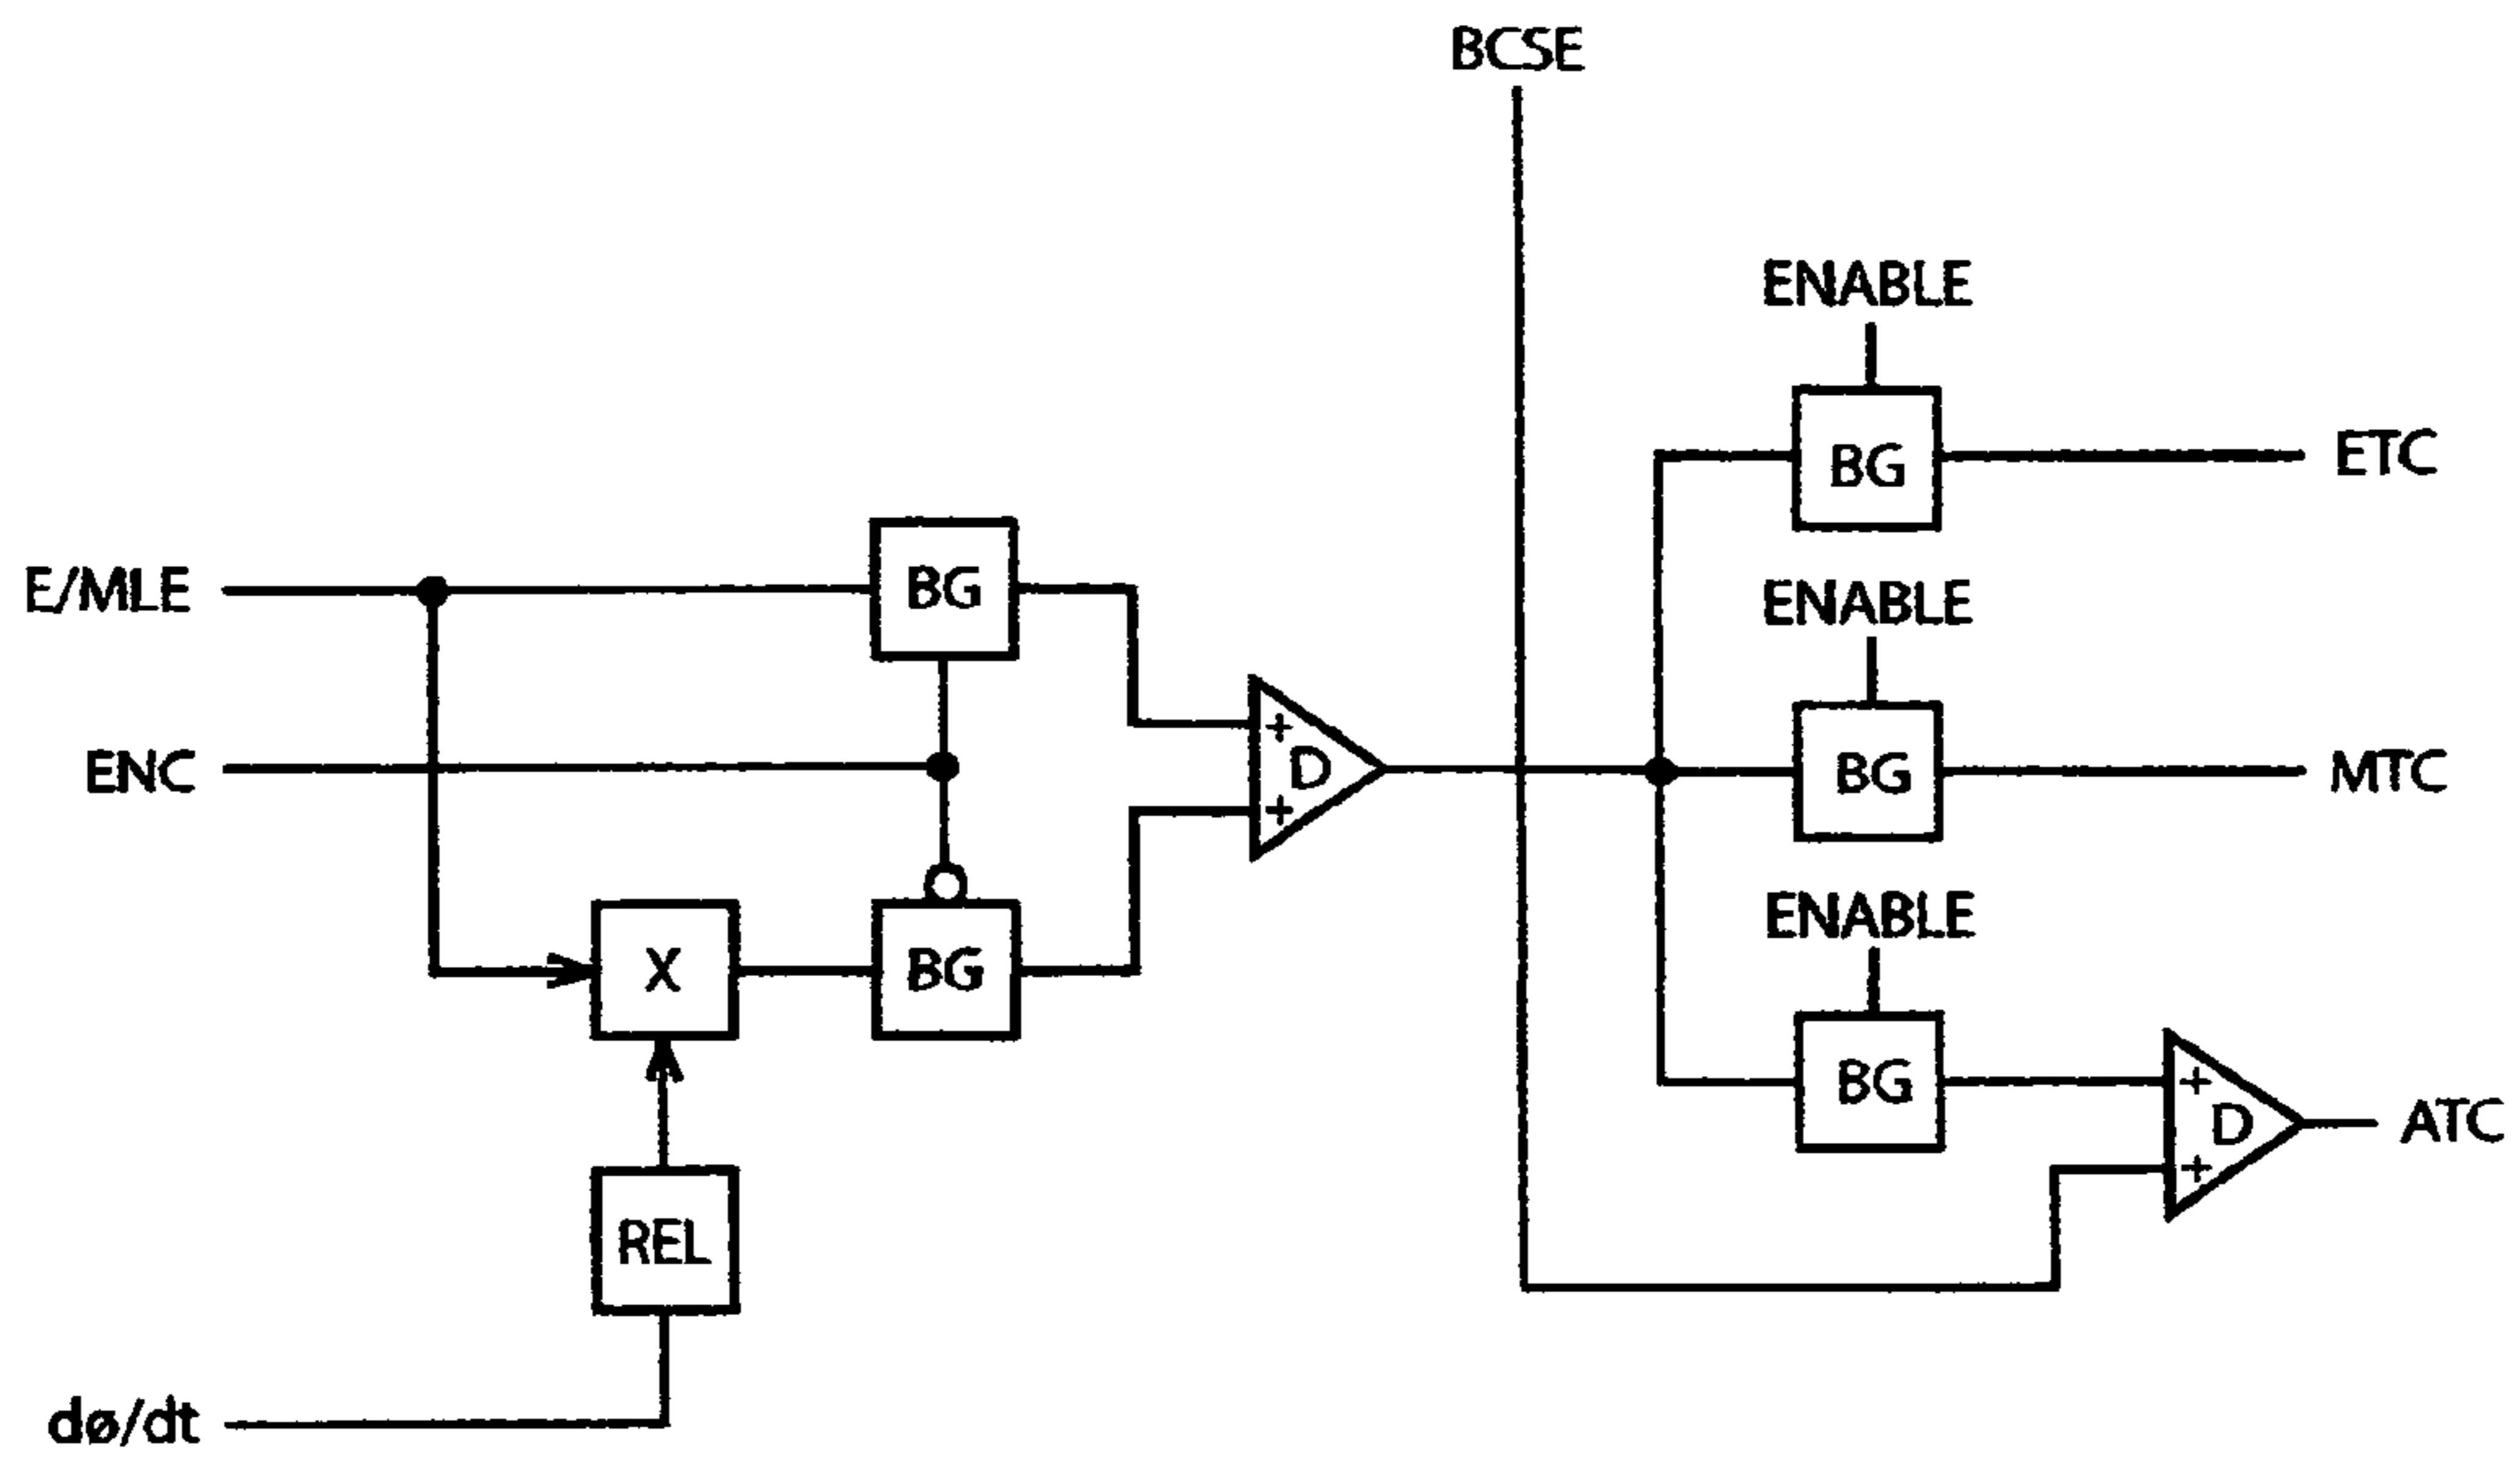 BCSE
ENABLE
BG
ETC
BG
E/MLE
ENABLE
+
D
+
ENC
BG
MTC
ENABLE
X
BG
BG
+
D
+
ATC
REL
dø/dt